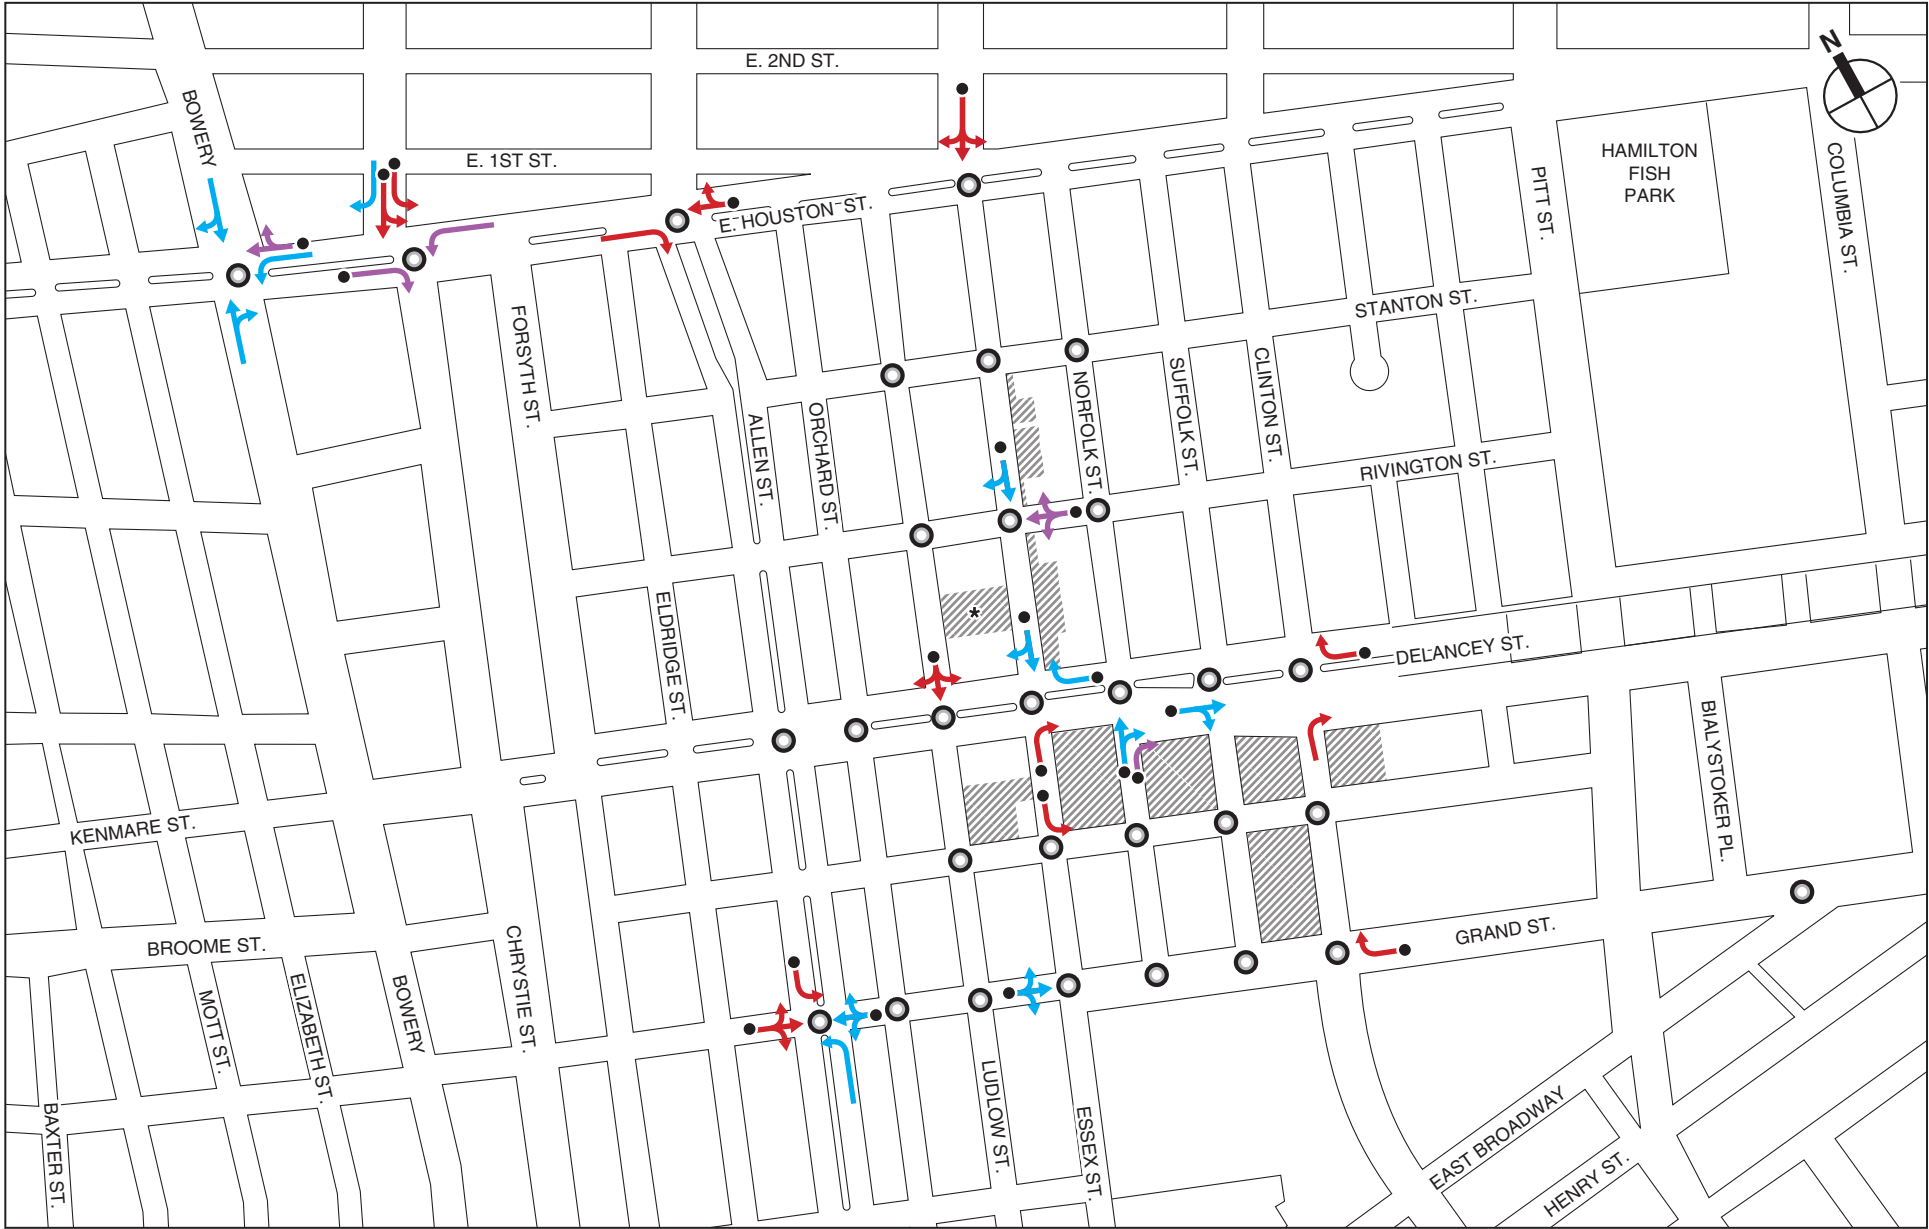 N
E. 2ND ST.
BOWERY
E. 1ST ST.
HAMILTON
FISH
PARK
PITT ST.
COLUMBIA ST.
E. HOUSTON ST.
STANTON ST.
FORSYTH ST.
NORFOLK ST.
SUFFOLK ST.
CLINTON ST.
ALLEN ST.
ORCHARD ST.
RIVINGTON ST.
ELDRIDGE ST.
*
DELANCEY ST.
BIALYSTOKER PL.
KENMARE ST.
BROOME ST.
GRAND ST.
CHRYSTIE ST.
MOTT ST.
ELIZABETH ST.
BOWERY
LUDLOW ST.
ESSEX ST.
BAXTER ST.
EAST BROADWAY
HENRY ST.